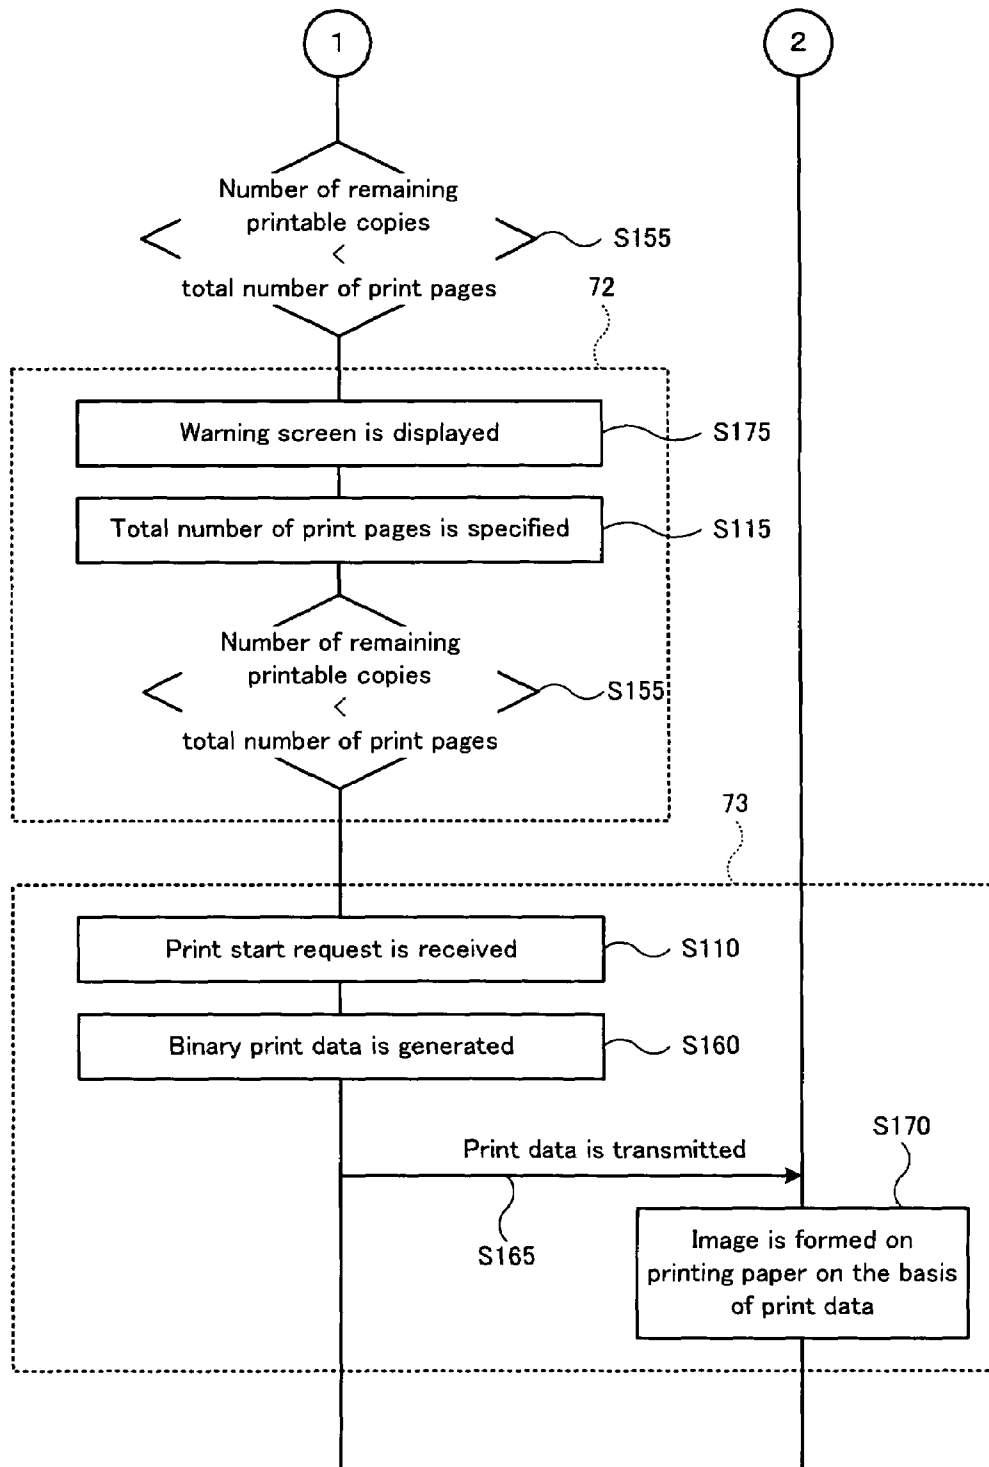 1
2
Number of remaining
printable copies
<
total number of print pages
S155
72
Warning screen is displayed
S175
Total number of print pages is specified
S115
Number of remaining
printable copies
<
total number of print pages
S155
73
Print start request is received
S110
Binary print data is generated
S160
Print data is transmitted
S165
S170
Image is formed on
printing paper on the basis
of print data